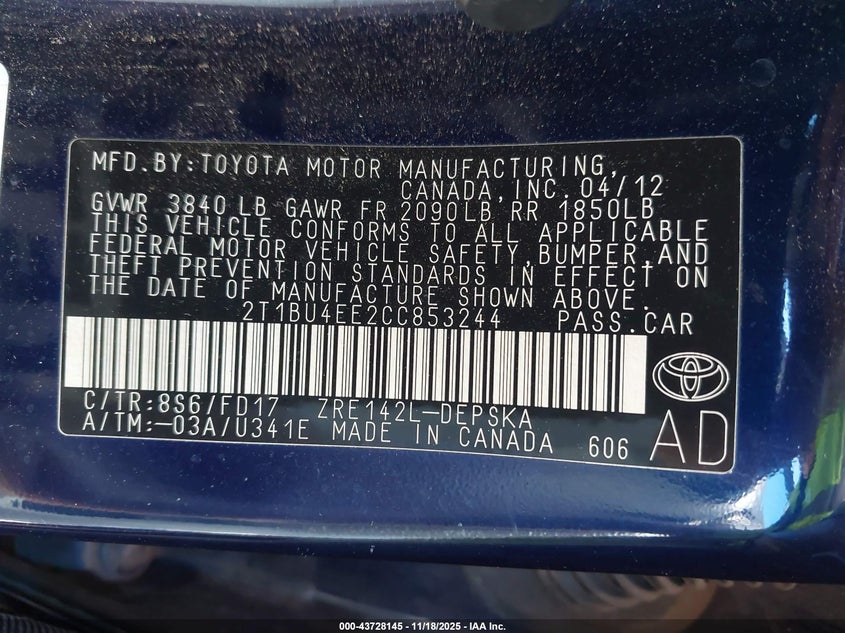 MFD.BY:TOYOTA MOTOR MANUFACTURING,
CANADA,INC.04/12
GVWR 3840 LB GAWR FR 2090LB RR 1850LB
THIS VEHICLE CONFORMS TO ALL APPLICABLE
FEDERAL MOTOR VEHICLE SAFETY,BUMPER,AND
THEFT PREVENTION STANDARDS IN EFFECT ON
THE DATE OF MANUFACTURE SHOWN ABOVE.
2T1BU4EE2CC853244 PASS.CAR
C/TR:8S6/FD17 ZRE142L-DEPSKA
A/TM:-03A/U341E MADE IN CANADA 606
AD
000-43728145 - 11/18/2025 - IAA Inc.